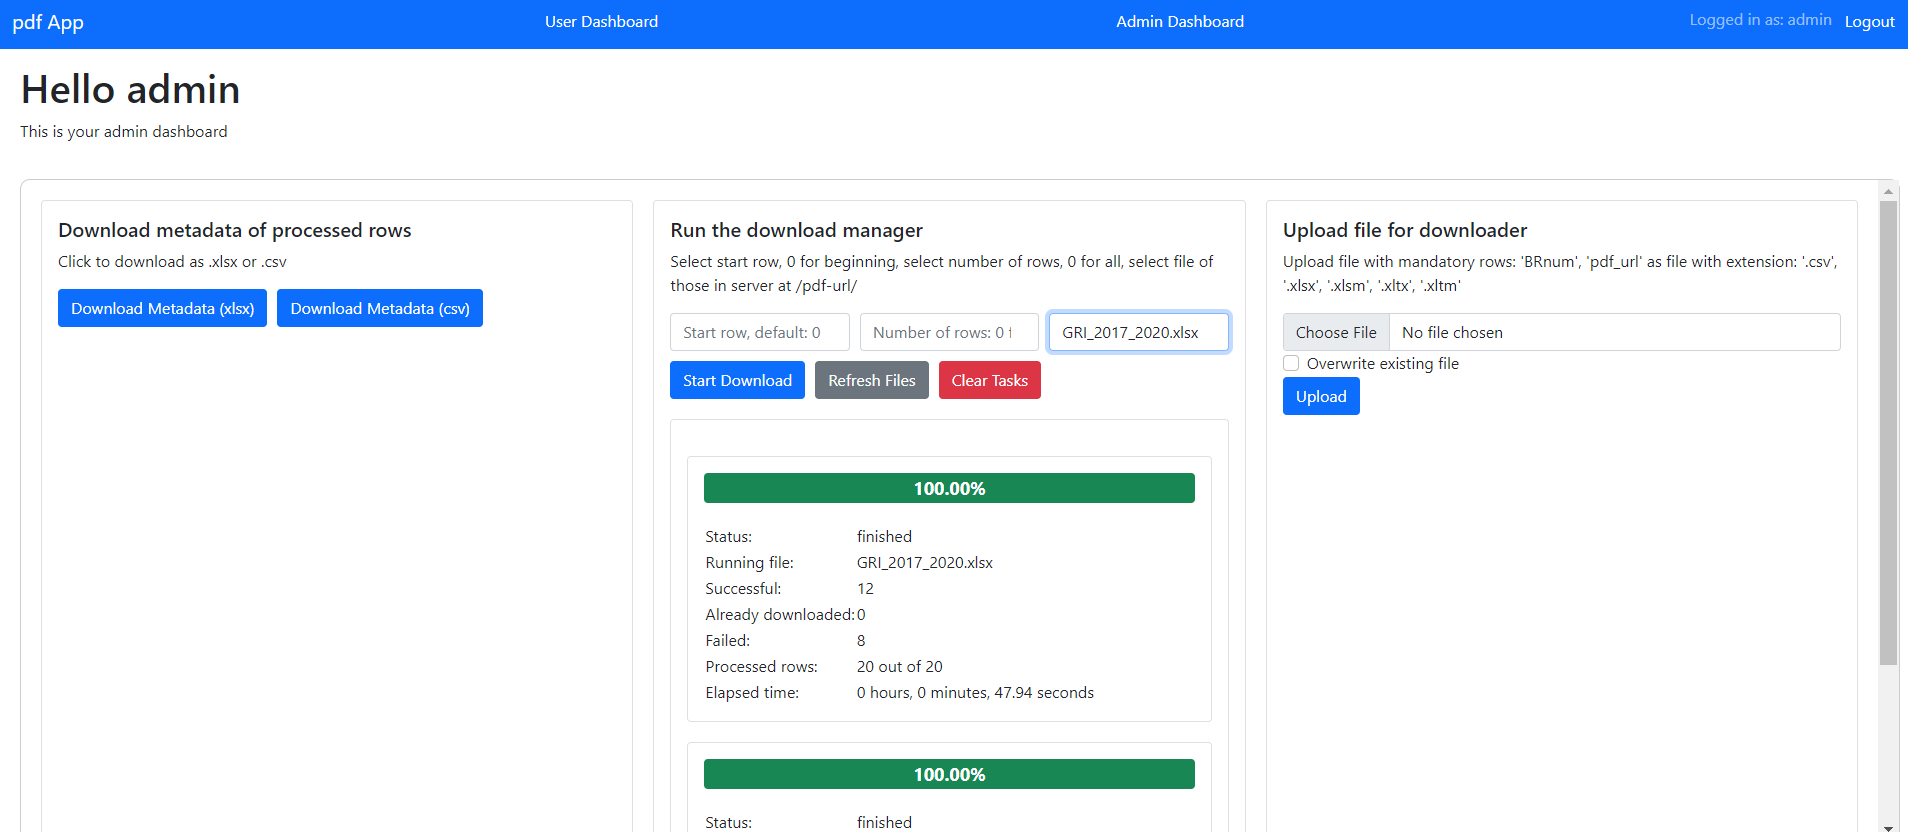 pdf App
User Dashboard
Admin Dashboard
Logged in as: admin
Logout
Hello admin
This is your admin dashboard
Download metadata of processed rows
Click to download as .xlsx or .csv
Download Metadata (xlsx)
Download Metadata (csv)
Run the download manager
Select start row, 0 for beginning, select number of rows, 0 for all, select file of
those in server at /pdf-url/
Start row, default: 0
Number of rows: 0 f
GRI_2017_2020.xlsx
Start Download
Refresh Files
Clear Tasks
100.00%
Status: finished
Running file: GRI_2017_2020.xlsx
Successful: 12
Already downloaded: 0
Failed: 8
Processed rows: 20 out of 20
Elapsed time: 0 hours, 0 minutes, 47.94 seconds
100.00%
Status: finished
Upload file for downloader
Upload file with mandatory rows: 'BRnum', 'pdf_url' as file with extension: '.csv',
'.xlsx', '.xlsm', '.xltx', '.xltm'
Choose File No file chosen
Overwrite existing file
Upload